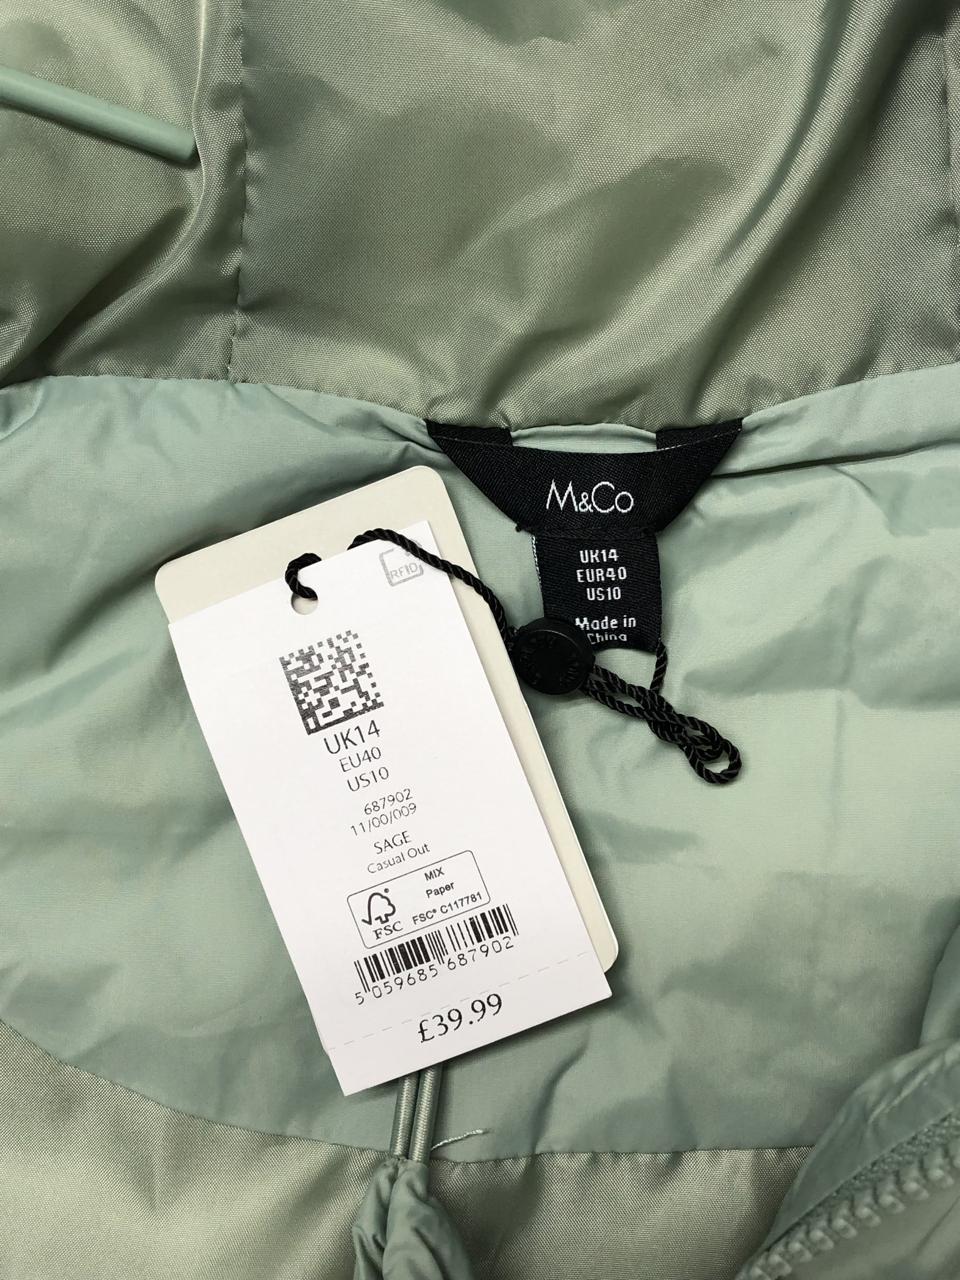 M&Co
UK14
EUR40
US10
Made in
China
RFID
UK14
EU40
US10
687902
11/00/009
SAGE
Casual Out
MIX
Paper
FSC® C117781
FSC
5 059685 687902
£39.99